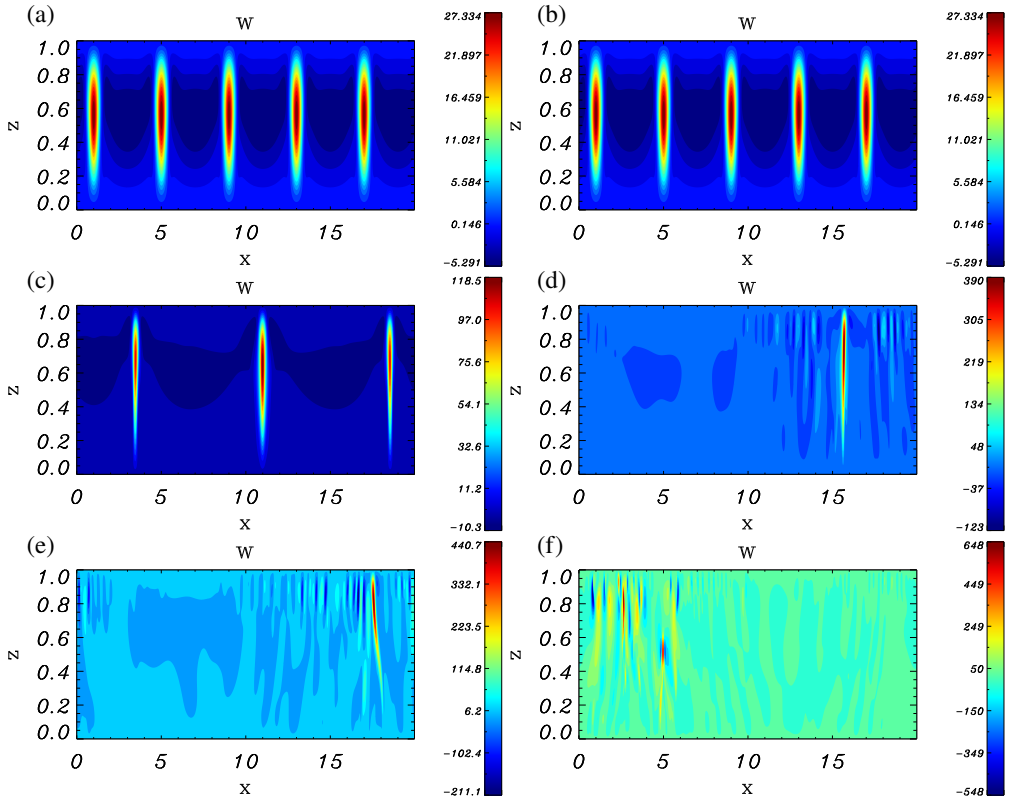 (a)
W
27.334
21.897
16.459
11.021
5.584
0.146
-5.291
1.0
0.8
0.6
0.4
0.2
0.0
z
0 5 10 15
x
(b)
W
27.334
21.897
16.459
11.021
5.584
0.146
-5.291
1.0
0.8
0.6
0.4
0.2
0.0
z
0 5 10 15
x
(c)
W
118.5
97.0
75.6
54.1
32.6
11.2
-10.3
1.0
0.8
0.6
0.4
0.2
0.0
z
0 5 10 15
x
(d)
W
390
305
219
134
48
-37
-123
1.0
0.8
0.6
0.4
0.2
0.0
z
0 5 10 15
x
(e)
W
440.7
332.1
223.5
114.8
6.2
-102.4
-211.1
1.0
0.8
0.6
0.4
0.2
0.0
z
0 5 10 15
x
(f)
W
648
449
249
50
-150
-349
-548
1.0
0.8
0.6
0.4
0.2
0.0
z
0 5 10 15
x